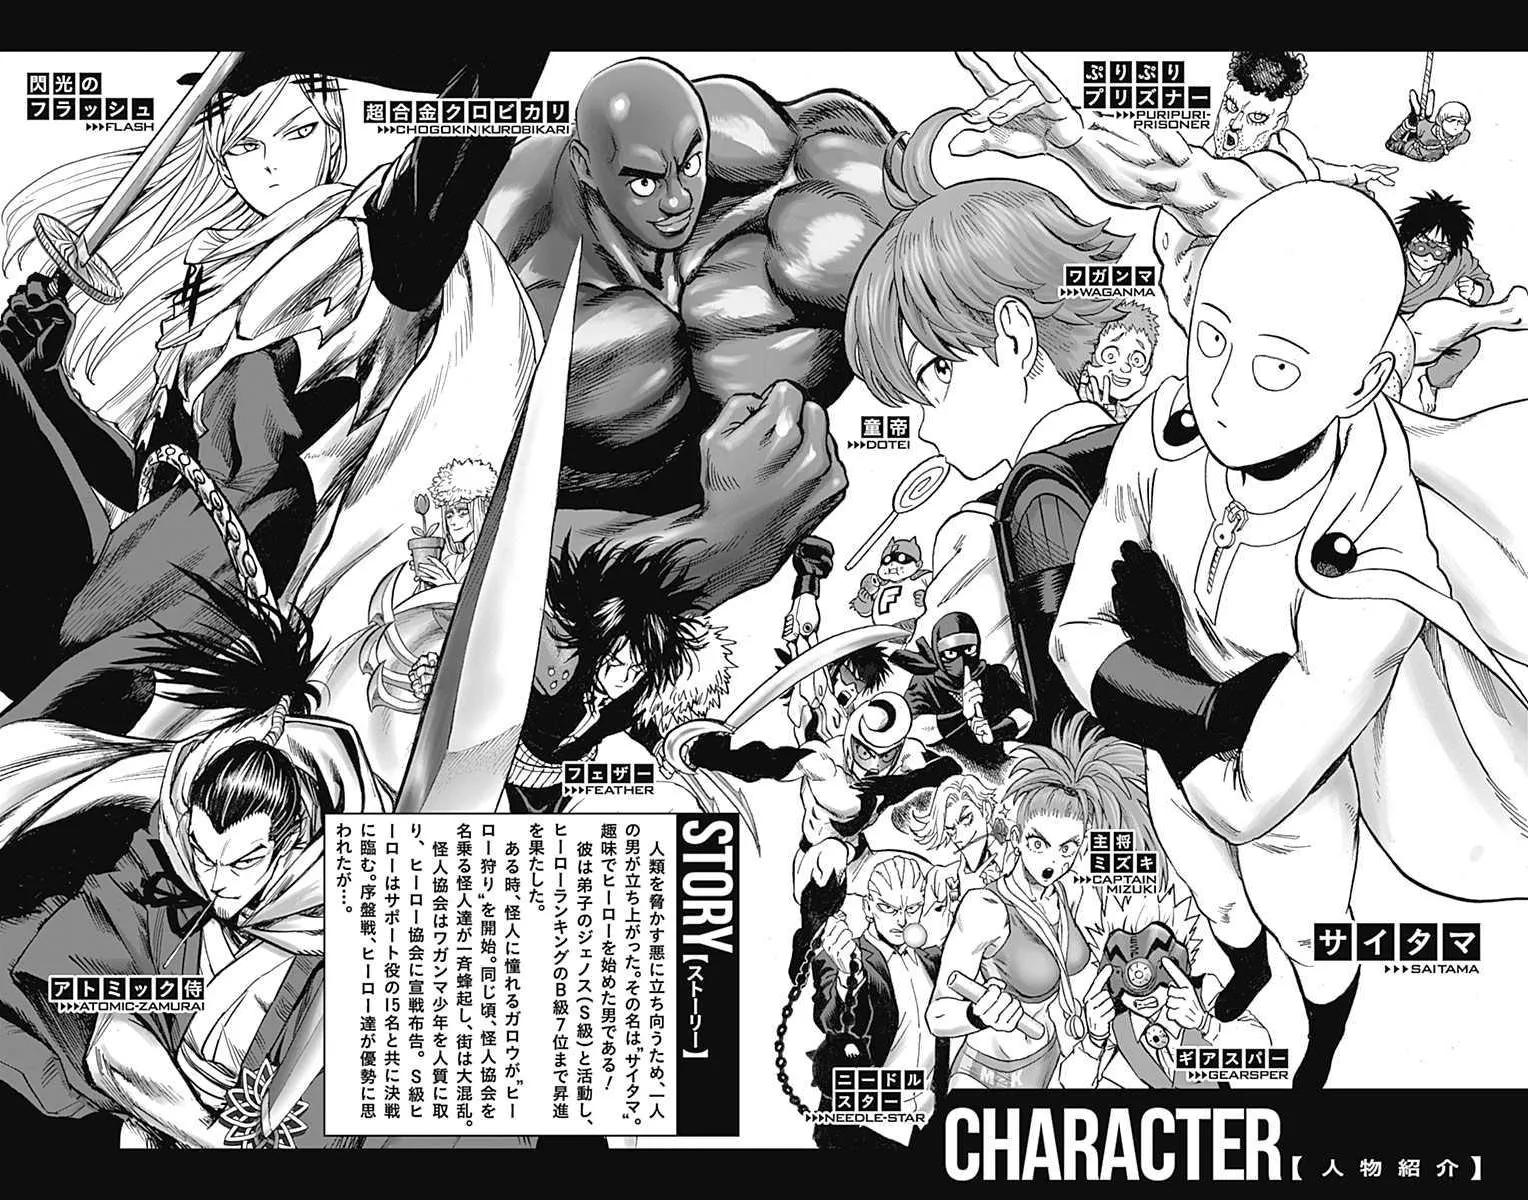 閃光の
フラッシュ
FLASH
超合金クロビカリ
CHOGOKIN KUROBIKARI
ぷりぷり
プリズナー
PURIPURI-
PRISONER
ワガンマ
WAGANMA
童帝
DOTEI
F
サイタマ
SAITAMA
フェザー
FEATHER
主将
ミズキ
CAPTAIN
MIZUKI
アトミック侍
ATOMIC-ZAMURAI
ギアスパー
GEARSPER
ニードル
スター
NEEDLE-STAR
MZK
STORY【ストーリー】
人類を脅かす悪に立ち向うため、一人
の男が立ち上がった。その名は"サイタマ"。
趣味でヒーローを始めた男である！
彼は弟子のジェノス（S級）と活動し、
ヒーローランキングのB級7位まで昇進
を果たした。
ある時、怪人に憧れるガロウが、"ヒー
ロー狩り"を開始。同じ頃、怪人協会を
名乗る怪人達が一斉蜂起し、街は大混乱。
怪人協会はワガンマ少年を人質に取
り、ヒーロー協会に宣戦布告。S級ヒ
ーローはサポート役の15名と共に決戦
に臨む。序盤戦、ヒーロー達が優勢に思
われたが…。
CHARACTER【人物紹介】